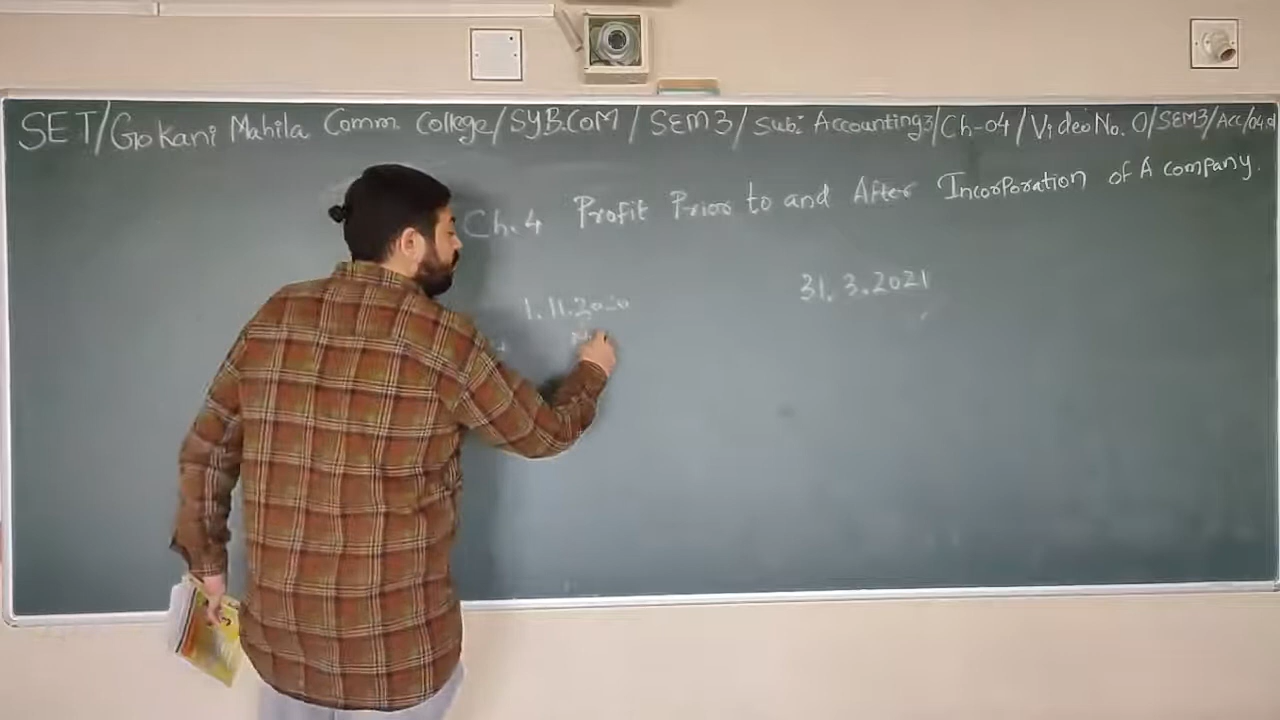 SET/Gokani Mahila Comm. College/SYB.COM/SEM3/Sub: Accounting3/Ch-04/Video No. 0/SEM3/Acc/04.01
Ch.4 Profit Prior to and After Incorporation of A company.
1.11.2020 31.3.2021